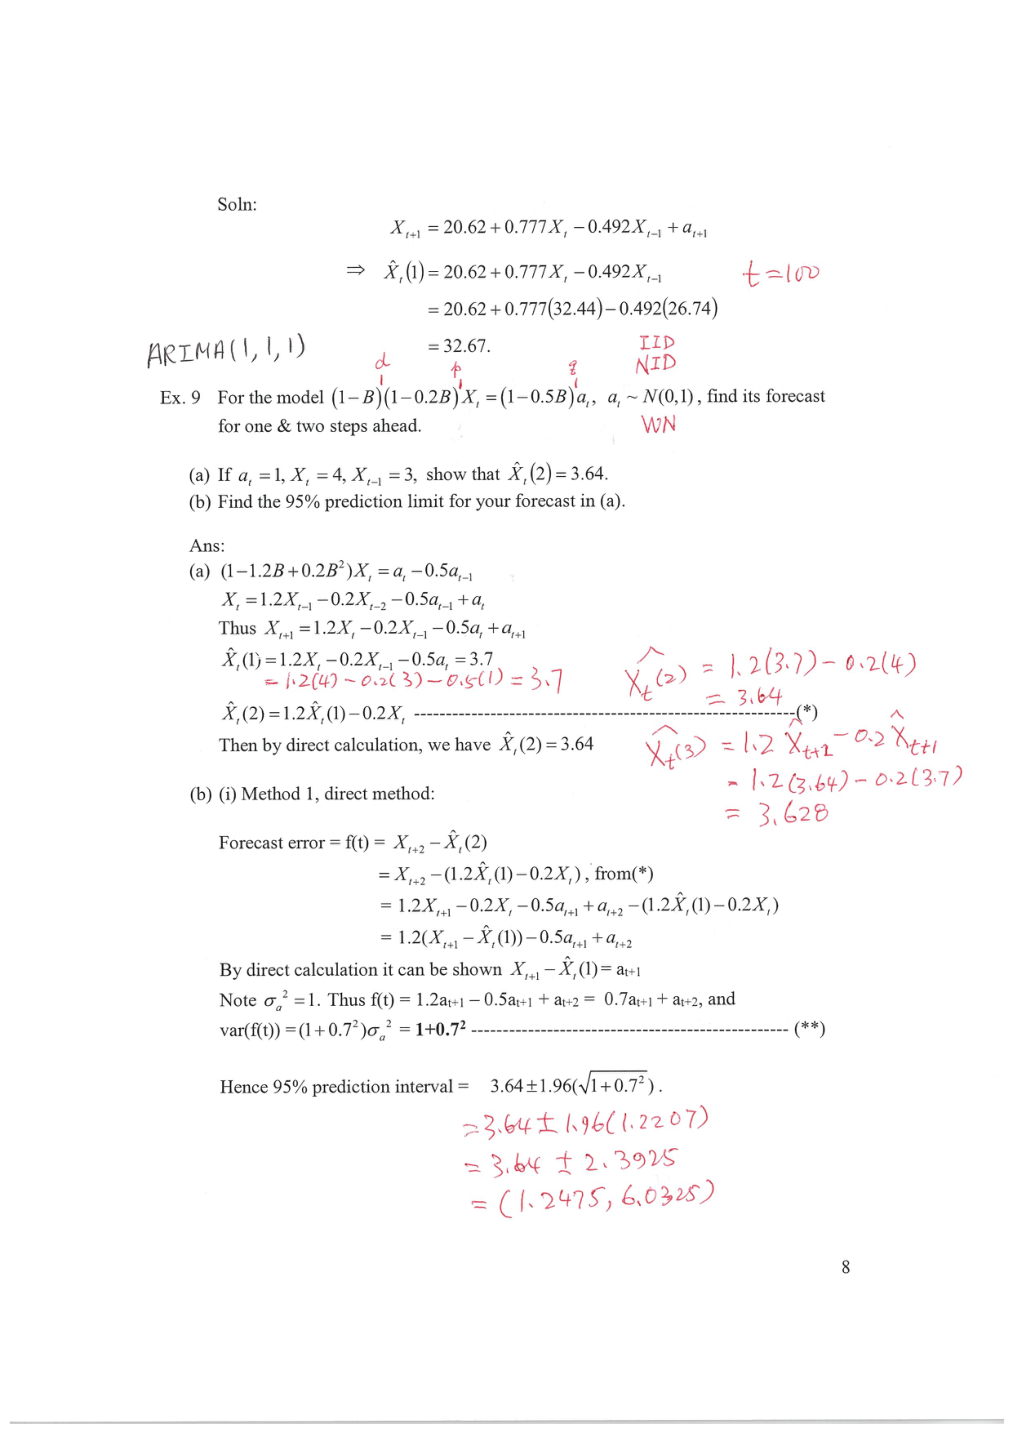 Soln:
X_{t+1} = 20.62 + 0.777X_t − 0.492X_{t−1} + a_{t+1}
⇒ X̂_t(1) = 20.62 + 0.777X_t − 0.492X_{t−1}
t = 100
= 20.62 + 0.777(32.44) − 0.492(26.74)
= 32.67.
ARIMA(1, 1, 1)
IID
NID
d p q
1 1 1
Ex. 9 For the model (1−B)(1−0.2B)X_t = (1−0.5B)a_t, a_t ~ N(0,1), find its forecast
for one & two steps ahead.
WN
(a) If a_t = 1, X_t = 4, X_{t−1} = 3, show that X̂_t(2) = 3.64.
(b) Find the 95% prediction limit for your forecast in (a).
Ans:
(a) (1−1.2B+0.2B²)X_t = a_t − 0.5a_{t−1}
X_t = 1.2X_{t−1} − 0.2X_{t−2} − 0.5a_{t−1} + a_t
Thus X_{t+1} = 1.2X_t − 0.2X_{t−1} − 0.5a_t + a_{t+1}
X̂_t(1) = 1.2X_t − 0.2X_{t−1} − 0.5a_t = 3.7
= 1.2(4) − 0.2(3) − 0.5(1) = 3.7
X̂_t(2) = 1.2(3.7) − 0.2(4)
= 3.64
X̂_t(2) = 1.2X̂_t(1) − 0.2X_t ------------------------------------------------------------(*)
Then by direct calculation, we have X̂_t(2) = 3.64
X̂_t(3) = 1.2 X̂_{t+2} − 0.2 X̂_{t+1}
= 1.2(3.64) − 0.2(3.7)
= 3.628
(b) (i) Method 1, direct method:
Forecast error = f(t) = X_{t+2} − X̂_t(2)
= X_{t+2} − (1.2X̂_t(1) − 0.2X_t), from(*)
= 1.2X_{t+1} − 0.2X_t − 0.5a_{t+1} + a_{t+2} − (1.2X̂_t(1) − 0.2X_t)
= 1.2(X_{t+1} − X̂_t(1)) − 0.5a_{t+1} + a_{t+2}
By direct calculation it can be shown X_{t+1} − X̂_t(1) = a_{t+1}
Note σ_a² = 1. Thus f(t) = 1.2a_{t+1} − 0.5a_{t+1} + a_{t+2} = 0.7a_{t+1} + a_{t+2}, and
var(f(t)) = (1+0.7²)σ_a² = 1+0.7² -------------------------------------------------- (**)
Hence 95% prediction interval = 3.64 ± 1.96(√(1+0.7²)).
= 3.64 ± 1.96(1.2207)
= 3.64 ± 2.3925
= (1.2475, 6.0325)
8